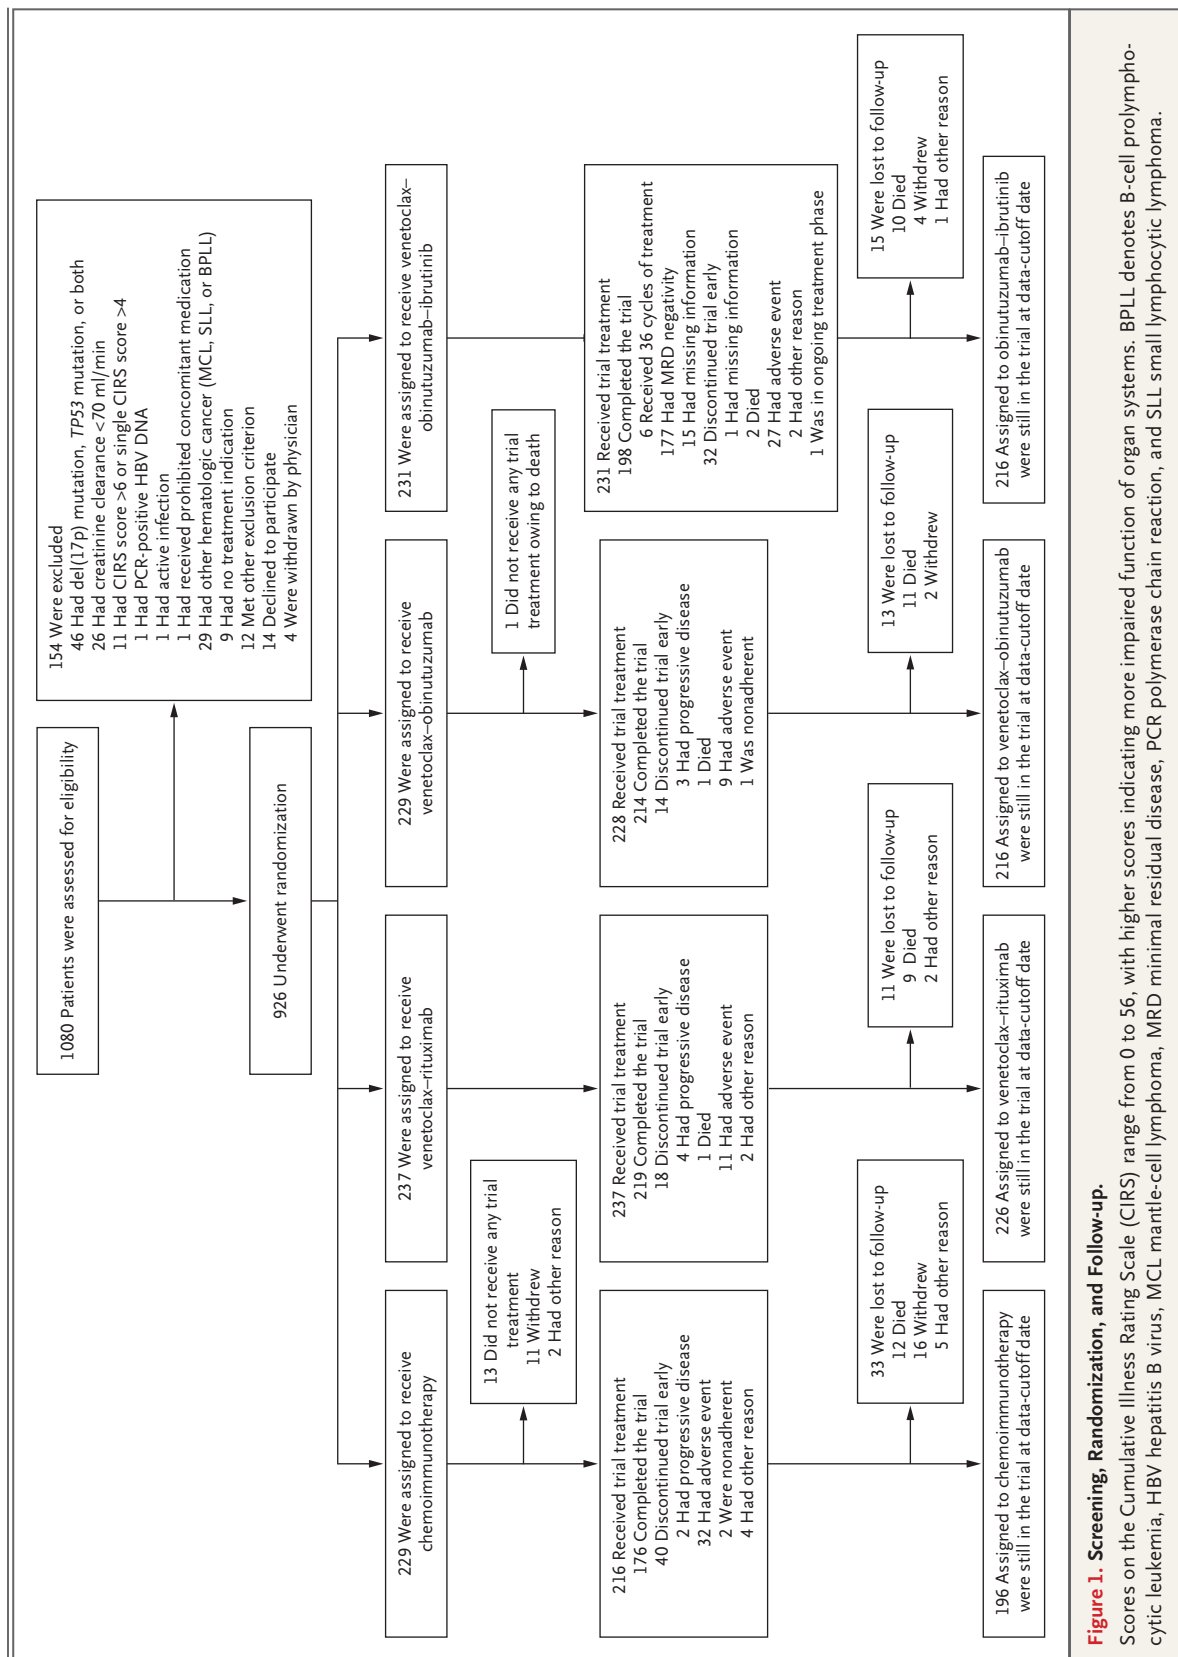 1080 Patients were assessed for eligibility
154 Were excluded
46 Had del(17p) mutation, TP53 mutation, or both
26 Had creatinine clearance <70 ml/min
11 Had CIRS score >6 or single CIRS score >4
1 Had PCR-positive HBV DNA
1 Had active infection
1 Had received prohibited concomitant medication
29 Had other hematologic cancer (MCL, SLL, or BPLL)
9 Had no treatment indication
12 Met other exclusion criterion
14 Declined to participate
4 Were withdrawn by physician
926 Underwent randomization
229 Were assigned to receive
chemoimmunotherapy
237 Were assigned to receive
venetoclax–rituximab
229 Were assigned to receive
venetoclax–obinutuzumab
231 Were assigned to receive venetoclax–
obinutuzumab–ibrutinib
13 Did not receive any trial
treatment
11 Withdrew
2 Had other reason
1 Did not receive any trial
treatment owing to death
216 Received trial treatment
176 Completed the trial
40 Discontinued trial early
2 Had progressive disease
32 Had adverse event
2 Were nonadherent
4 Had other reason
237 Received trial treatment
219 Completed the trial
18 Discontinued trial early
4 Had progressive disease
1 Died
11 Had adverse event
2 Had other reason
228 Received trial treatment
214 Completed the trial
14 Discontinued trial early
3 Had progressive disease
1 Died
9 Had adverse event
1 Was nonadherent
231 Received trial treatment
198 Completed the trial
6 Received 36 cycles of treatment
177 Had MRD negativity
15 Had missing information
32 Discontinued trial early
1 Had missing information
2 Died
27 Had adverse event
2 Had other reason
1 Was in ongoing treatment phase
33 Were lost to follow-up
12 Died
16 Withdrew
5 Had other reason
11 Were lost to follow-up
9 Died
2 Had other reason
13 Were lost to follow-up
11 Died
2 Withdrew
15 Were lost to follow-up
10 Died
4 Withdrew
1 Had other reason
196 Assigned to chemoimmunotherapy
were still in the trial at data-cutoff date
226 Assigned to venetoclax–rituximab
were still in the trial at data-cutoff date
216 Assigned to venetoclax–obinutuzumab
were still in the trial at data-cutoff date
216 Assigned to obinutuzumab–ibrutinib
were still in the trial at data-cutoff date
Figure 1. Screening, Randomization, and Follow-up.
Scores on the Cumulative Illness Rating Scale (CIRS) range from 0 to 56, with higher scores indicating more impaired function of organ systems. BPLL denotes B-cell prolympho-
cytic leukemia, HBV hepatitis B virus, MCL mantle-cell lymphoma, MRD minimal residual disease, PCR polymerase chain reaction, and SLL small lymphocytic lymphoma.